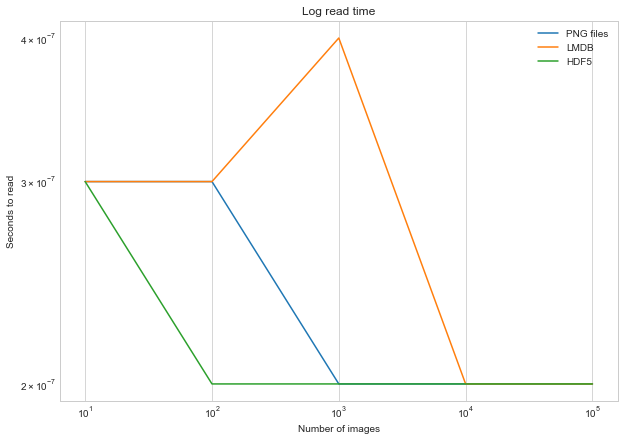 Log read time
PNG files
LMDB
HDF5
Seconds to read
4 × 10⁻⁷
3 × 10⁻⁷
2 × 10⁻⁷
10¹ 10² 10³ 10⁴ 10⁵
Number of images